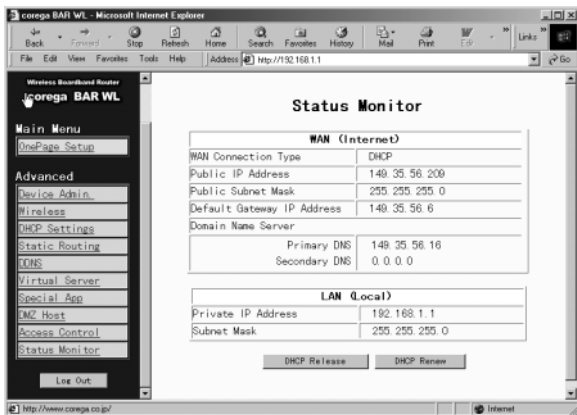 corega BAR WL - Microsoft Internet Explorer
Back Forward Stop Refresh Home Search Favorites History Mail Print Edit Links
File Edit View Favorites Tools Help Address http://192.168.1.1 Go
Wireless Boardband Router
corega BAR WL
Main Menu
OnePage Setup
Advanced
Device Admin.
Wireless
DHCP Settings
Static Routing
DDNS
Virtual Server
Special App
DMZ Host
Access Control
Status Monitor
Log Out
Status Monitor
WAN (Internet)
WAN Connection Type DHCP
Public IP Address 149.35.56.209
Public Subnet Mask 255.255.255.0
Default Gateway IP Address 149.35.56.6
Domain Name Server
Primary DNS 149.35.56.16
Secondary DNS 0.0.0.0
LAN (Local)
Private IP Address 192.168.1.1
Subnet Mask 255.255.255.0
DHCP Release DHCP Renew
http://www.corega.co.jp/ Internet